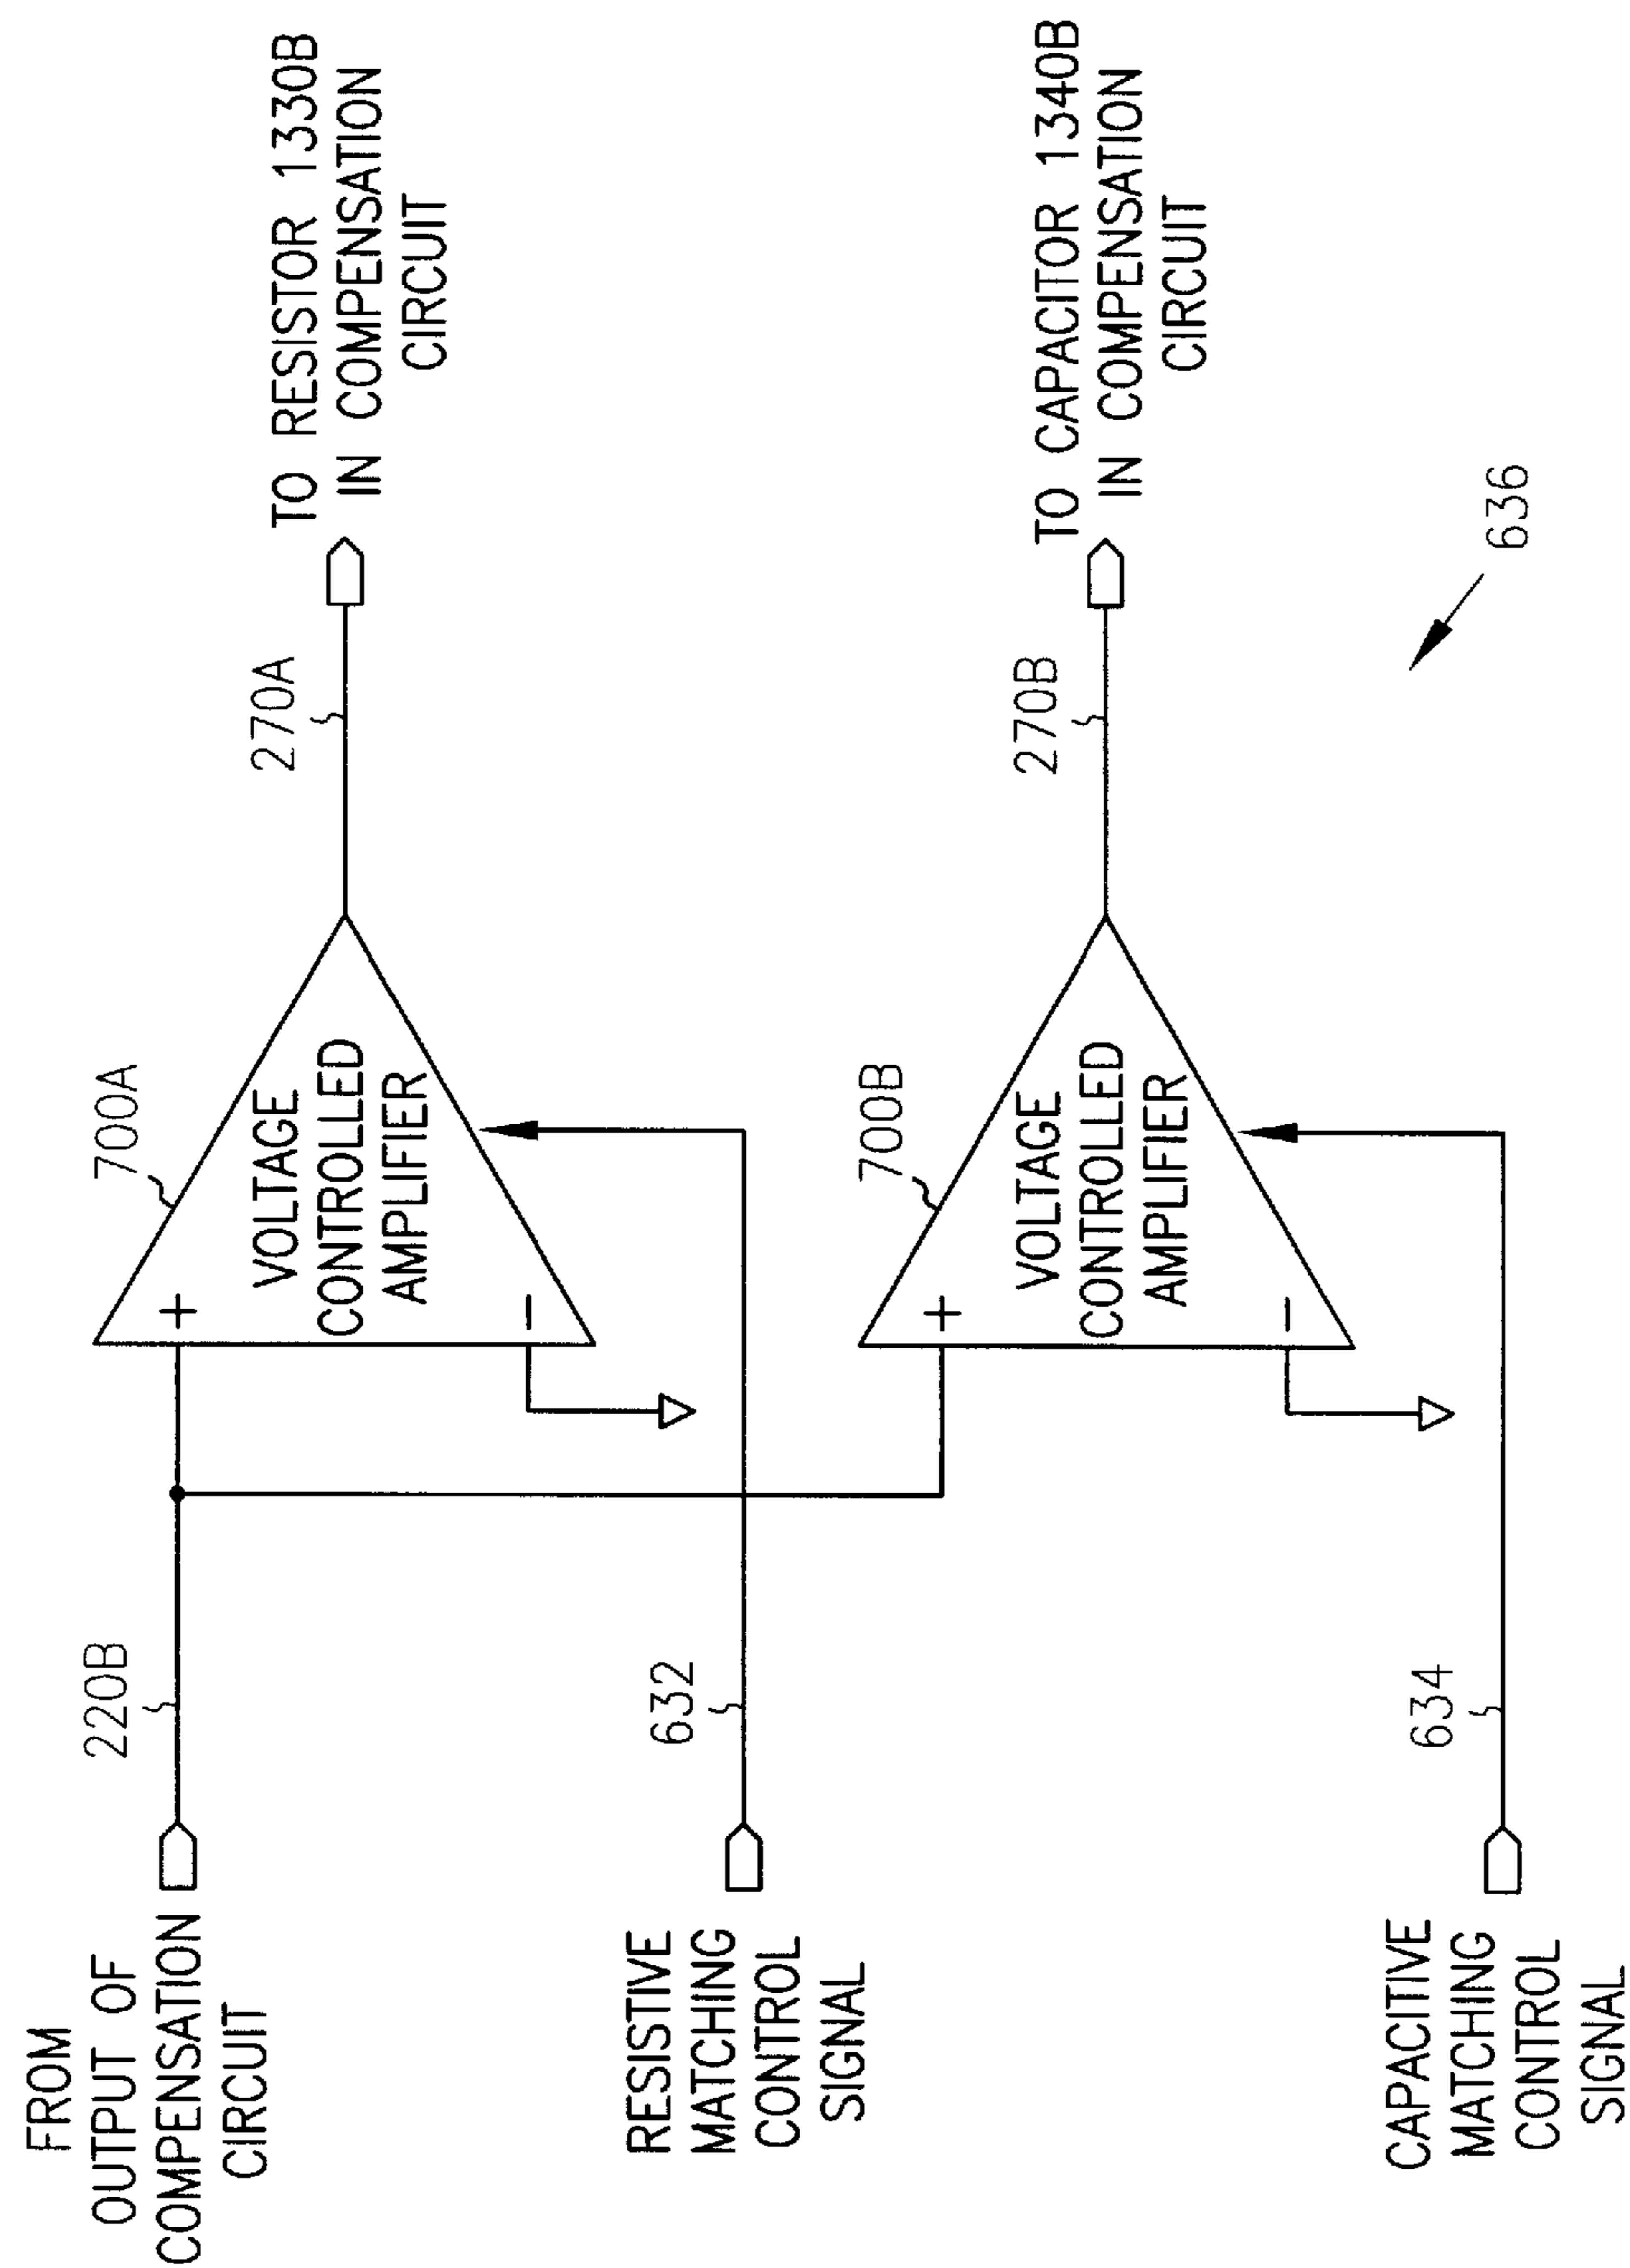 FROM
OUTPUT OF
COMPENSATION
CIRCUIT
220B
700A
+
VOLTAGE
CONTROLLED
AMPLIFIER
−
270A
TO RESISTOR 1330B
IN COMPENSATION
CIRCUIT
RESISTIVE
MATCHING
CONTROL
SIGNAL
632
700B
+
VOLTAGE
CONTROLLED
AMPLIFIER
−
270B
TO CAPACITOR 1340B
IN COMPENSATION
CIRCUIT
CAPACITIVE
MATCHING
CONTROL
SIGNAL
634
636